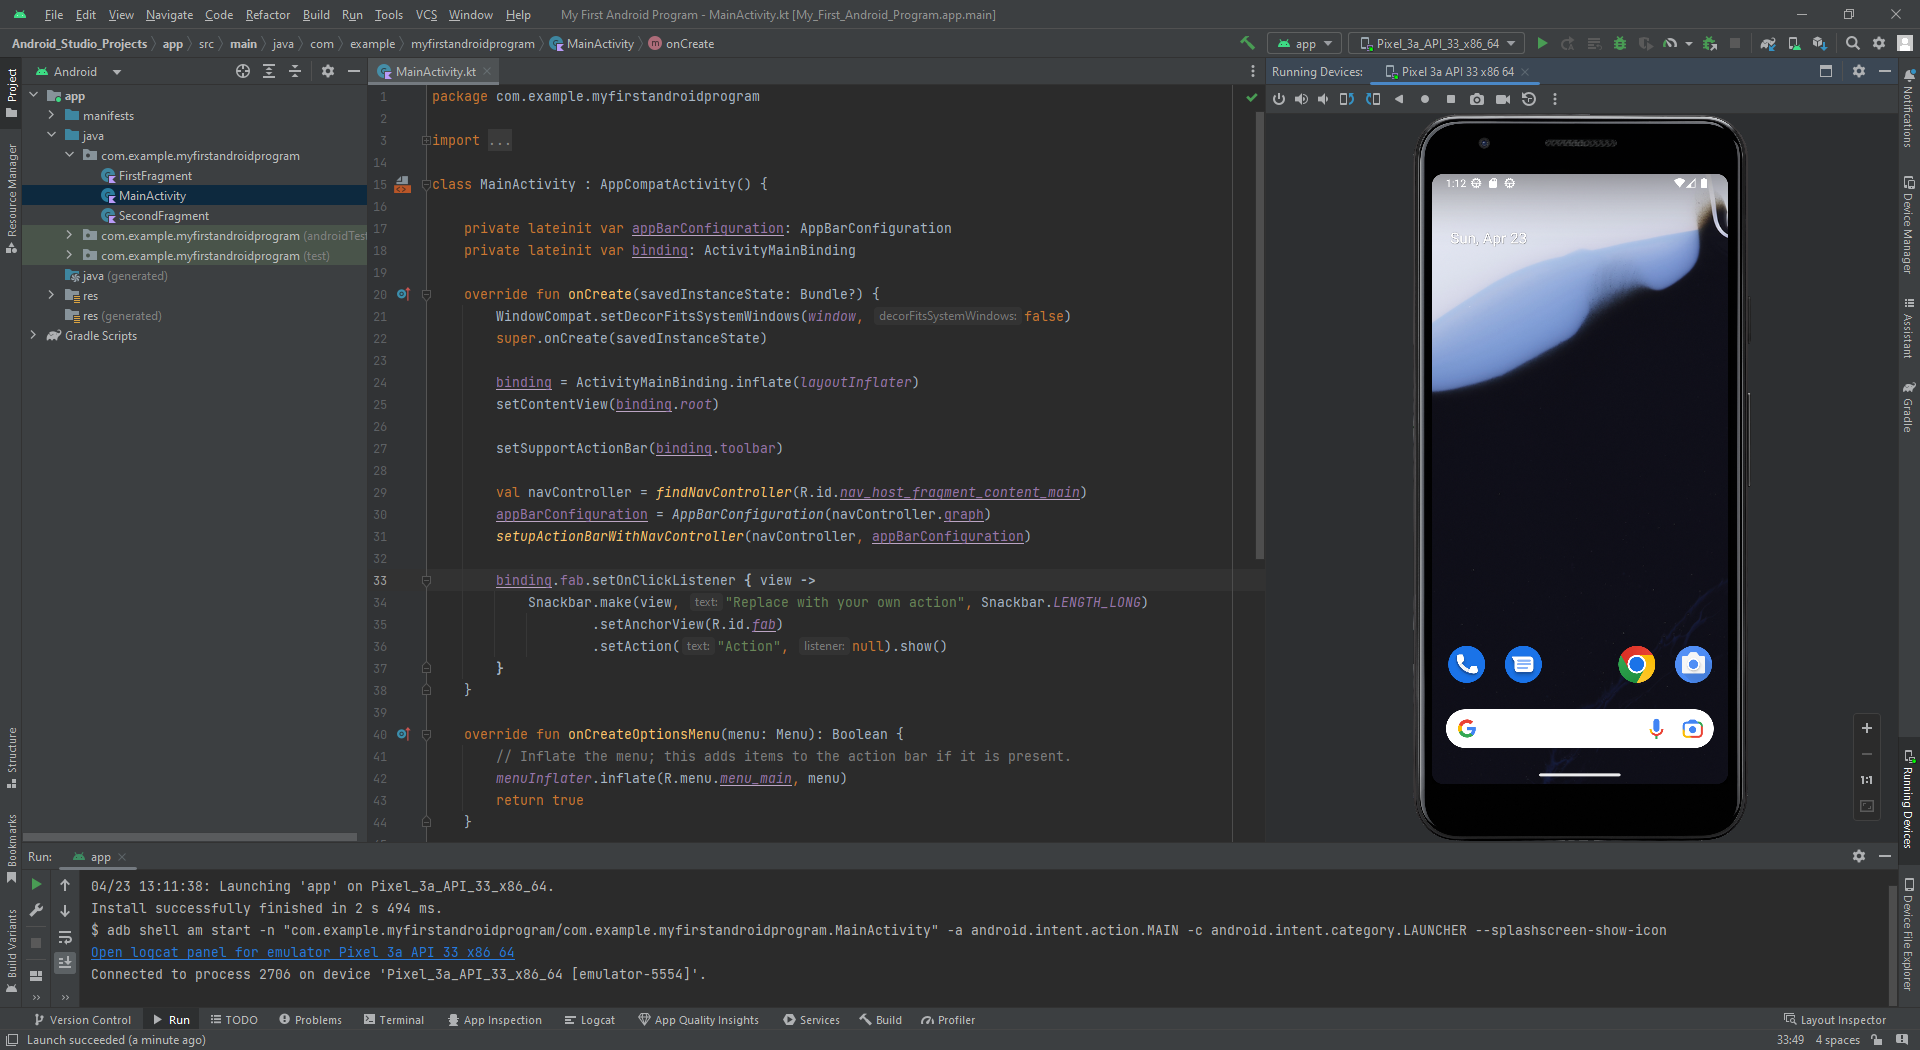 File Edit View Navigate Code Refactor Build Run Tools VCS Window Help My First Android Program - MainActivity.kt [My_First_Android_Program.app.main]
Android_Studio_Projects app src main java com example myfirstandroidprogram MainActivity onCreate app Pixel_3a_API_33_x86_64
Project
Resource Manager
Structure
Bookmarks
Build Variants
Android
app
manifests
java
com.example.myfirstandroidprogram
FirstFragment
MainActivity
SecondFragment
com.example.myfirstandroidprogram (androidTest
com.example.myfirstandroidprogram (test)
java (generated)
res
res (generated)
Gradle Scripts
MainActivity.kt
1 package com.example.myfirstandroidprogram
2
3 import ...
14
15 class MainActivity : AppCompatActivity() {
16
17 private lateinit var appBarConfiguration: AppBarConfiguration
18 private lateinit var binding: ActivityMainBinding
19
20 override fun onCreate(savedInstanceState: Bundle?) {
21 WindowCompat.setDecorFitsSystemWindows(window, decorFitsSystemWindows: false)
22 super.onCreate(savedInstanceState)
23
24 binding = ActivityMainBinding.inflate(layoutInflater)
25 setContentView(binding.root)
26
27 setSupportActionBar(binding.toolbar)
28
29 val navController = findNavController(R.id.nav_host_fragment_content_main)
30 appBarConfiguration = AppBarConfiguration(navController.graph)
31 setupActionBarWithNavController(navController, appBarConfiguration)
32
33 binding.fab.setOnClickListener { view ->
34 Snackbar.make(view, text: "Replace with your own action", Snackbar.LENGTH_LONG)
35 .setAnchorView(R.id.fab)
36 .setAction( text: "Action", listener: null).show()
37 }
38 }
39
40 override fun onCreateOptionsMenu(menu: Menu): Boolean {
41 // Inflate the menu; this adds items to the action bar if it is present.
42 menuInflater.inflate(R.menu.menu_main, menu)
43 return true
44 }
Running Devices: Pixel 3a API 33 x86 64
1:12
Sun, Apr 23
1:1
Notifications
Device Manager
Assistant
Gradle
Running Devices
Device File Explorer
Run: app
04/23 13:11:38: Launching 'app' on Pixel_3a_API_33_x86_64.
Install successfully finished in 2 s 494 ms.
$ adb shell am start -n "com.example.myfirstandroidprogram/com.example.myfirstandroidprogram.MainActivity" -a android.intent.action.MAIN -c android.intent.category.LAUNCHER --splashscreen-show-icon
Open logcat panel for emulator Pixel 3a API 33 x86 64
Connected to process 2706 on device 'Pixel_3a_API_33_x86_64 [emulator-5554]'.
Version Control Run TODO Problems Terminal App Inspection Logcat App Quality Insights Services Build Profiler Layout Inspector
Launch succeeded (a minute ago) 33:49 4 spaces